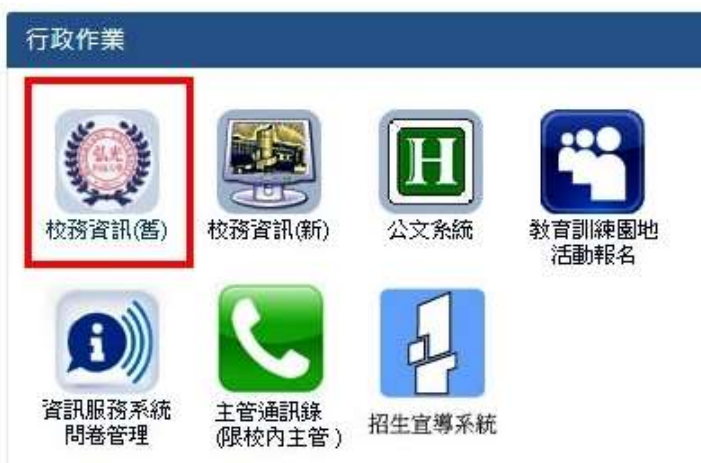 行政作業
弘光
校務資訊(舊)
校務資訊(新)
H
公文系統
教育訓練園地
活動報名
資訊服務系統
問卷管理
主管通訊錄
(限校內主管)
招生宣導系統